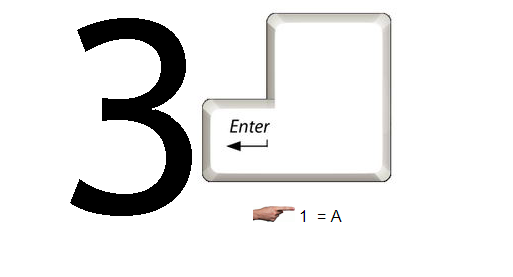 3
Enter
1 = A